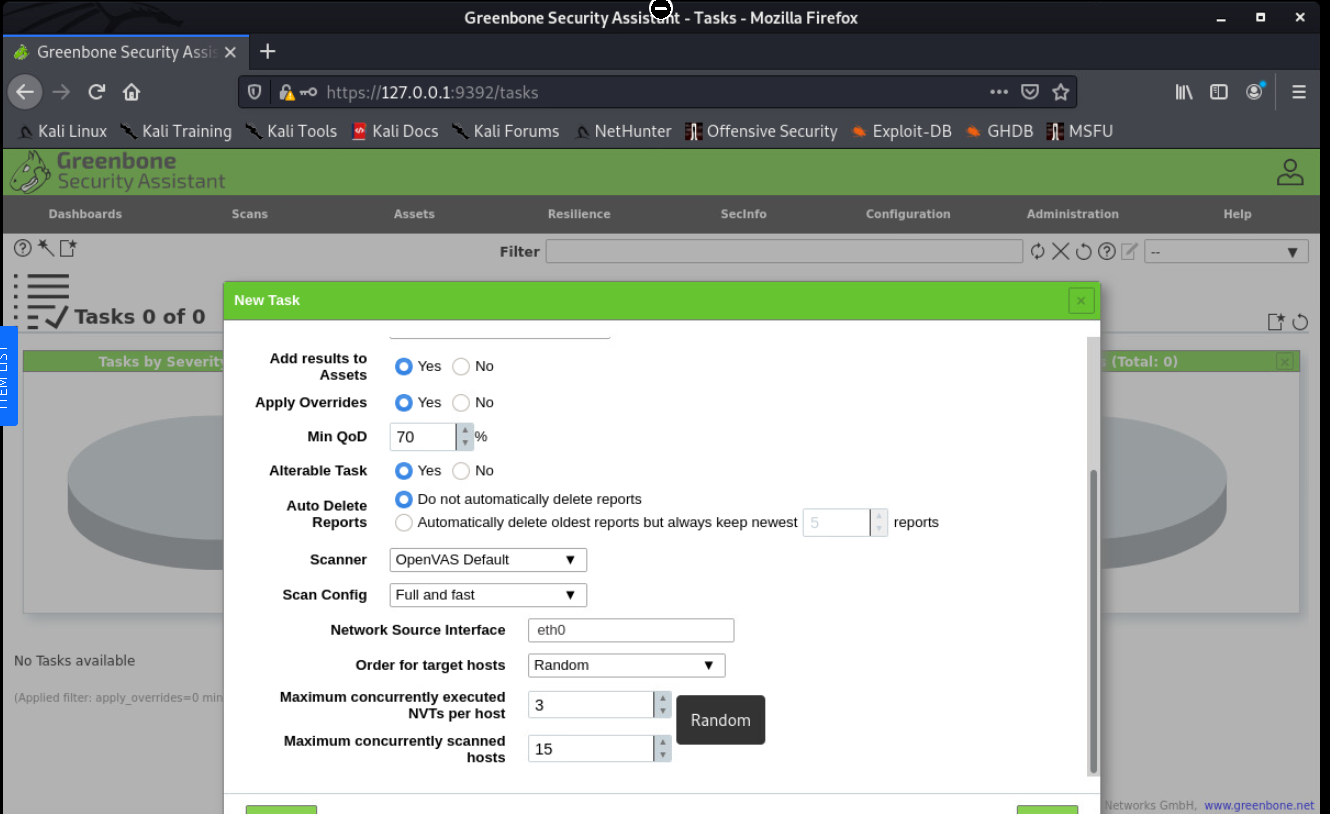 Greenbone Security Assistant - Tasks - Mozilla Firefox
Greenbone Security Assis
https://127.0.0.1:9392/tasks
Kali Linux Kali Training Kali Tools Kali Docs Kali Forums NetHunter Offensive Security Exploit-DB GHDB MSFU
Greenbone
Security Assistant
Dashboards Scans Assets Resilience SecInfo Configuration Administration Help
Filter --
Tasks 0 of 0
ITEM LIST
Tasks by Severity
(Total: 0)
New Task
Add results to
Assets
Yes No
Apply Overrides Yes No
Min QoD 70 %
Alterable Task Yes No
Auto Delete
Reports
Do not automatically delete reports
Automatically delete oldest reports but always keep newest 5 reports
Scanner OpenVAS Default
Scan Config Full and fast
Network Source Interface eth0
Order for target hosts Random
Maximum concurrently executed
NVTs per host
3
Random
Maximum concurrently scanned
hosts
15
No Tasks available
(Applied filter: apply_overrides=0 min
Networks GmbH, www.greenbone.net